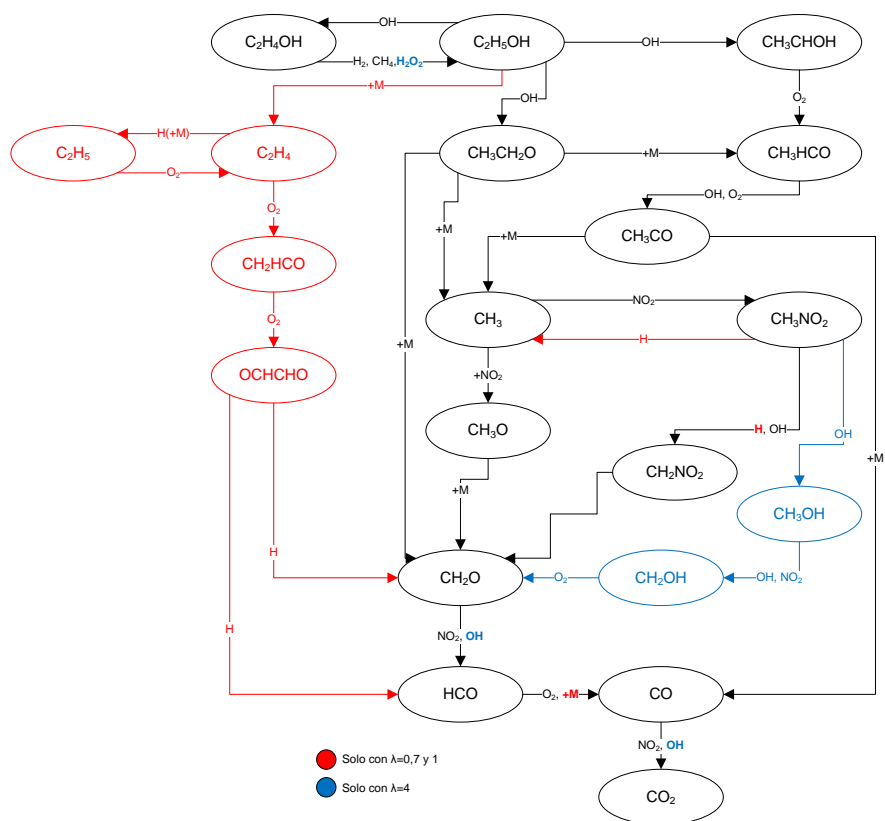 OH
C₂H₄OH
C₂H₅OH
OH
CH₃CHOH
H₂, CH₄,H₂O₂
+M
OH
O₂
H(+M)
C₂H₅
C₂H₄
CH₃CH₂O
+M
CH₃HCO
O₂
O₂
OH, O₂
+M
+M
CH₃CO
CH₂HCO
O₂
NO₂
CH₃
CH₃NO₂
H
+M
+NO₂
OCHCHO
H, OH
OH
CH₃O
+M
CH₂NO₂
+M
CH₃OH
H
CH₂O
O₂
CH₂OH
OH, NO₂
H
NO₂, OH
HCO
O₂, +M
CO
NO₂, OH
Solo con λ=0,7 y 1
Solo con λ=4
CO₂